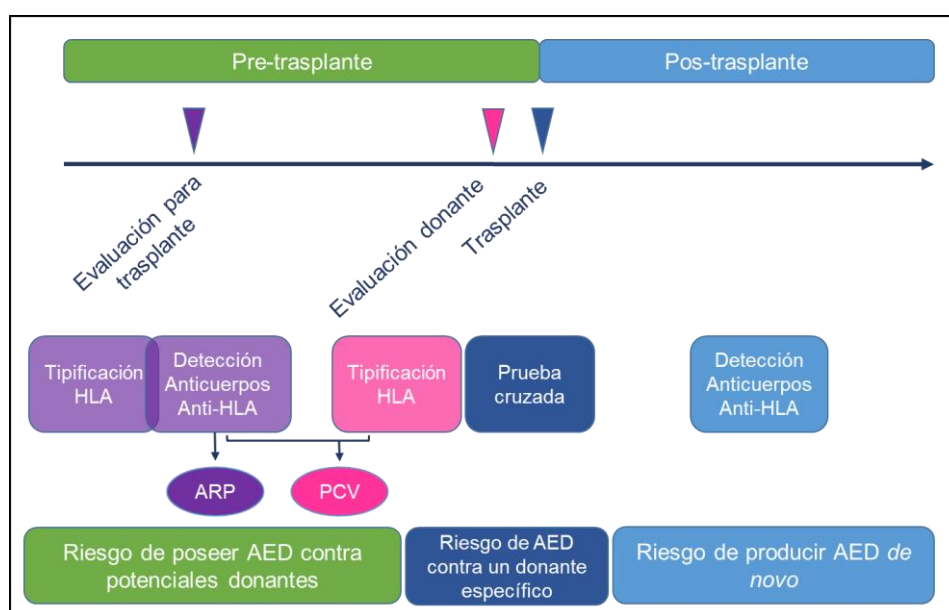 Pre-trasplante
Pos-trasplante
Evaluación para
trasplante
Evaluación donante
Trasplante
Tipificación
HLA
Detección
Anticuerpos
Anti-HLA
Tipificación
HLA
Prueba
cruzada
Detección
Anticuerpos
Anti-HLA
ARP
PCV
Riesgo de poseer AED contra
potenciales donantes
Riesgo de AED
contra un donante
específico
Riesgo de producir AED de
novo